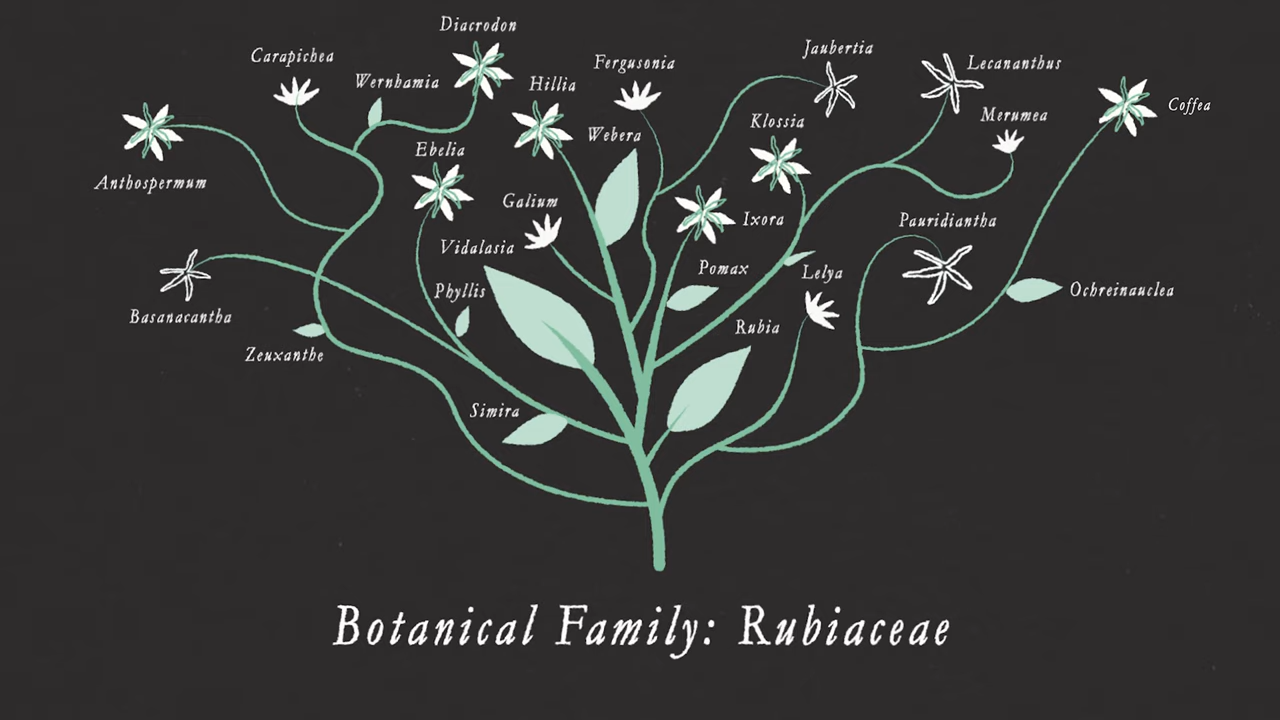 Diacrodon
Carapichea
Wernhamia
Hillia
Fergusonia
Jaubertia
Lecananthus
Coffea
Merumea
Klossia
Webera
Ebelia
Anthospermum
Galium
Ixora
Pauridiantha
Vidalasia
Pomax
Lelya
Phyllis
Ochreinauclea
Basanacantha
Rubia
Zeuxanthe
Simira
Botanical Family: Rubiaceae